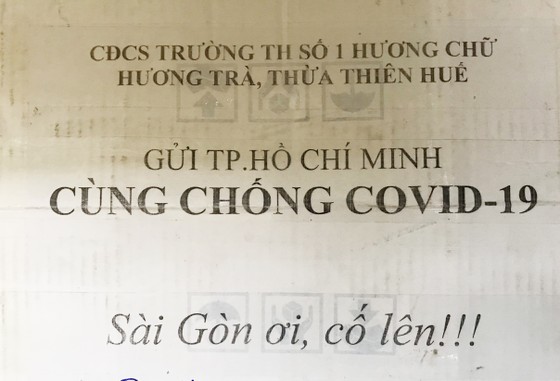 CĐCS TRƯỜNG TH SỐ 1 HƯƠNG CHỮ
HƯƠNG TRÀ, THỪA THIÊN HUẾ
GỬI TP.HỒ CHÍ MINH
CÙNG CHỐNG COVID-19
Sài Gòn ơi, cố lên!!!